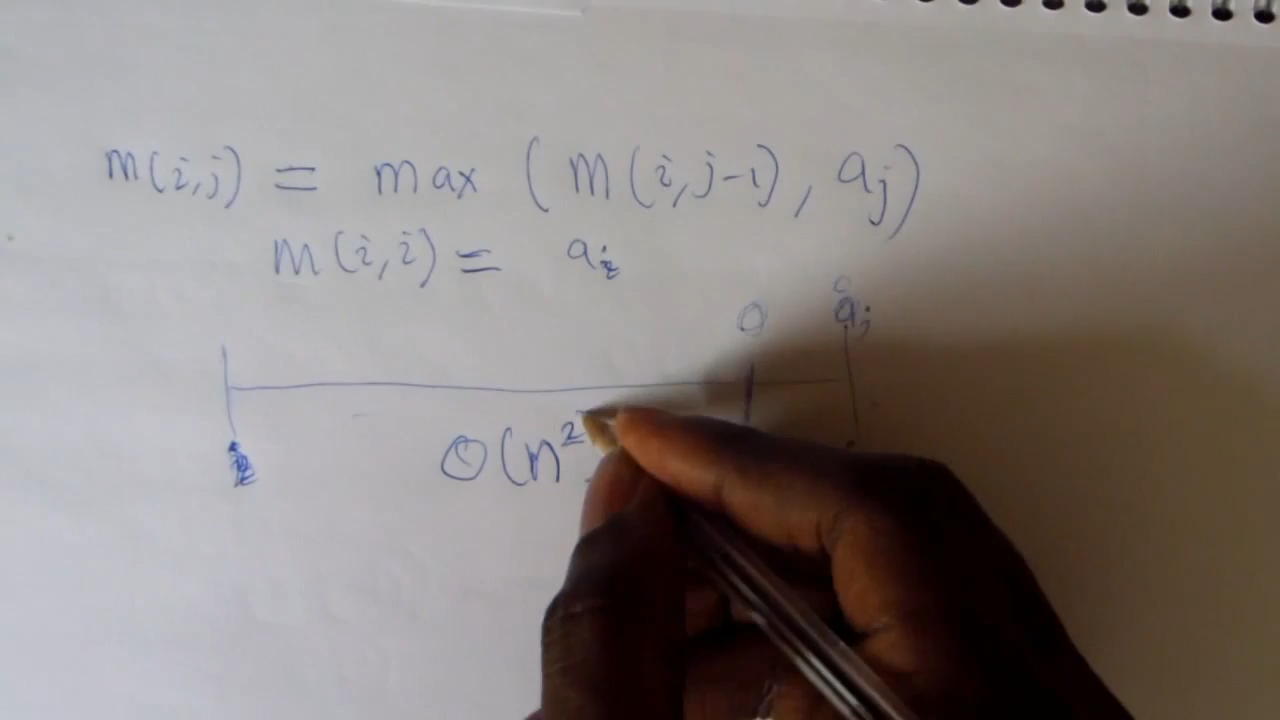 m(i,j) = max (m(i,j-1), aj)
m(i,i) = ai
aj
i
O(n²